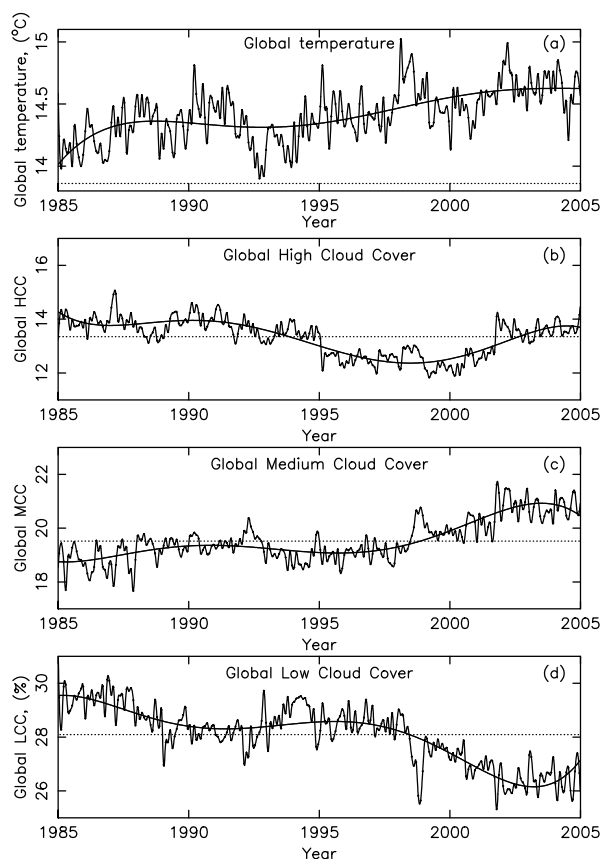 Global temperature (a)
Global temperature, (°C)
15
14.5
14
1985 1990 1995 2000 2005
Year
Global High Cloud Cover (b)
Global HCC
16
14
12
1985 1990 1995 2000 2005
Year
Global Medium Cloud Cover (c)
Global MCC
22
20
18
1985 1990 1995 2000 2005
Year
Global Low Cloud Cover (d)
Global LCC, (%)
30
28
26
1985 1990 1995 2000 2005
Year